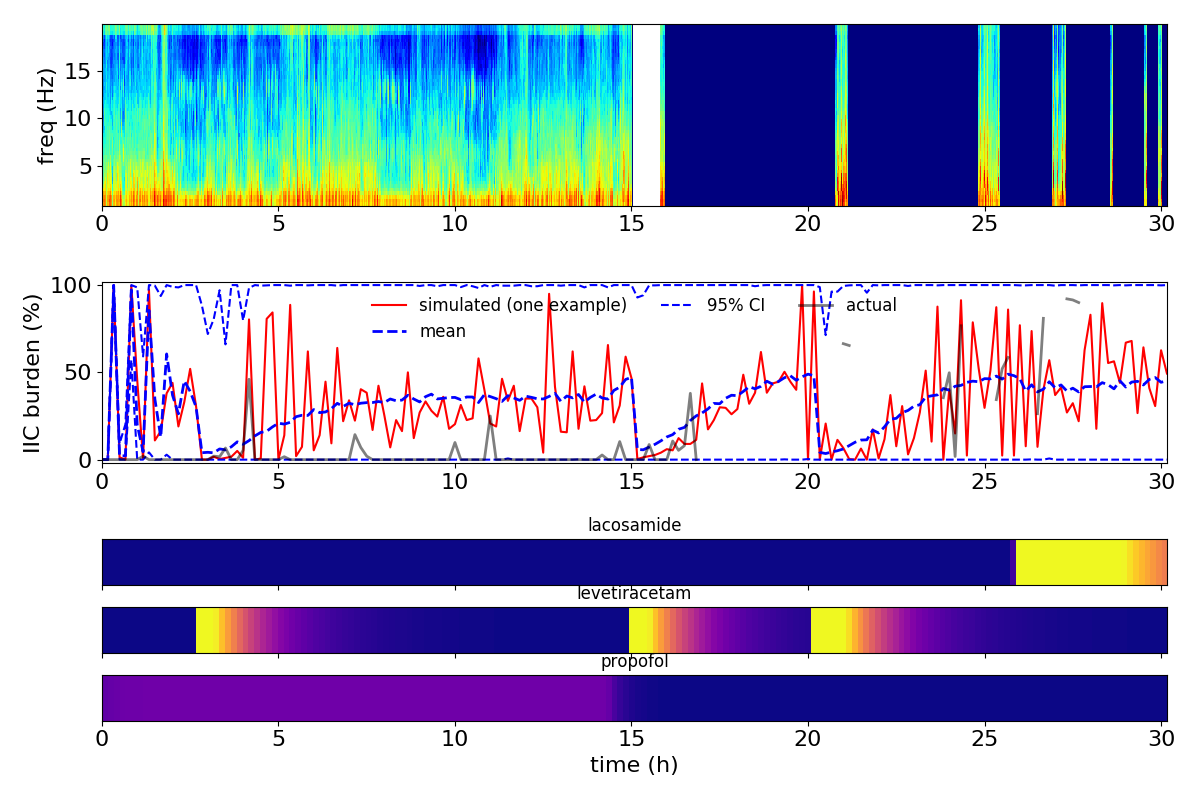 freq (Hz)
15
10
5
0 5 10 15 20 25 30
IIC burden (%)
100
50
0
simulated (one example)
mean
95% CI
actual
0 5 10 15 20 25 30
lacosamide
levetiracetam
propofol
0 5 10 15 20 25 30
time (h)